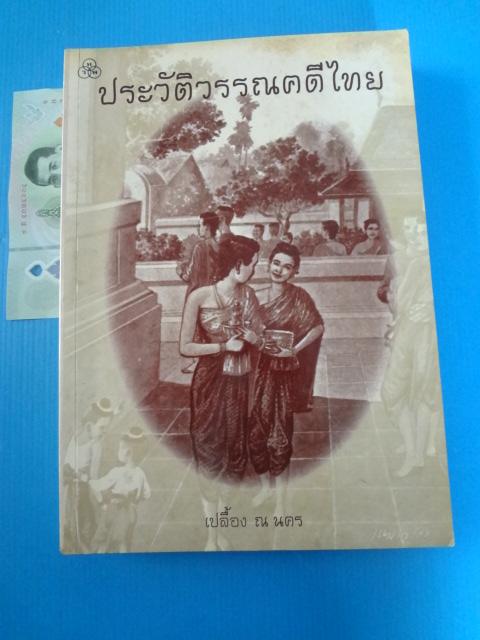 ประวัติวรรณคดีไทย
เปลื้อง ณ นคร